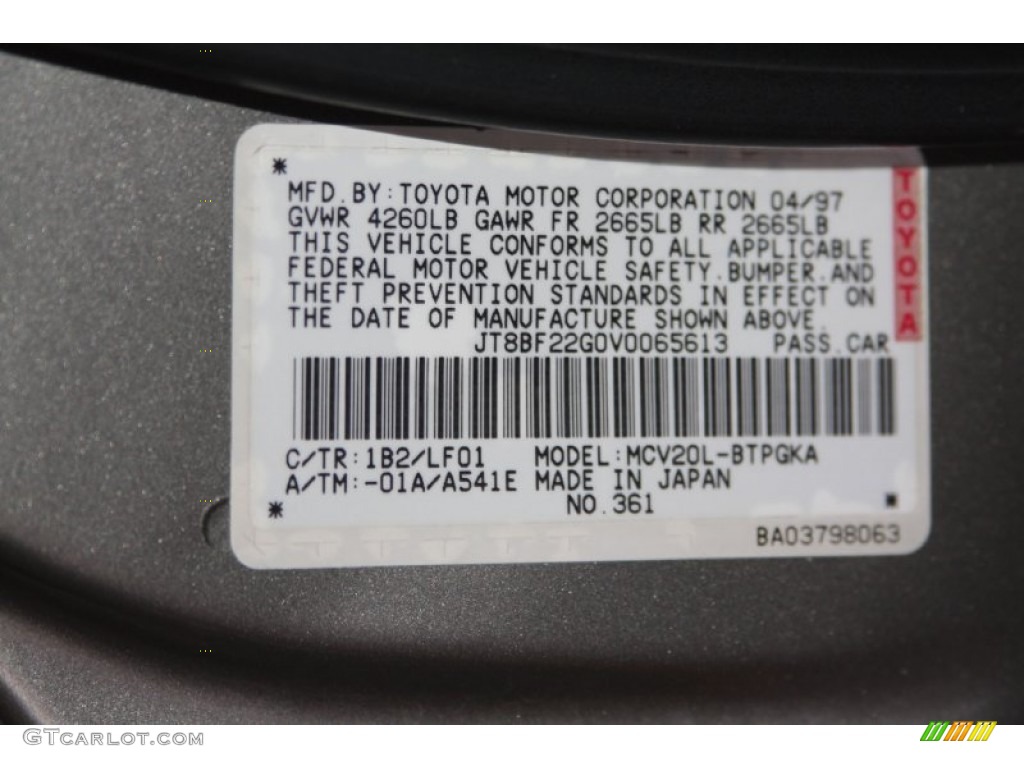 MFD.BY:TOYOTA MOTOR CORPORATION 04/97
GVWR 4260LB GAWR FR 2665LB RR 2665LB
THIS VEHICLE CONFORMS TO ALL APPLICABLE
FEDERAL MOTOR VEHICLE SAFETY.BUMPER.AND
THEFT PREVENTION STANDARDS IN EFFECT ON
THE DATE OF MANUFACTURE SHOWN ABOVE.
JT8BF22G0V0065613 PASS.CAR
C/TR:1B2/LF01 MODEL:MCV20L-BTPGKA
A/TM:-01A/A541E MADE IN JAPAN
NO.361
BA03798063
TOYOTA
GTCarlot.com